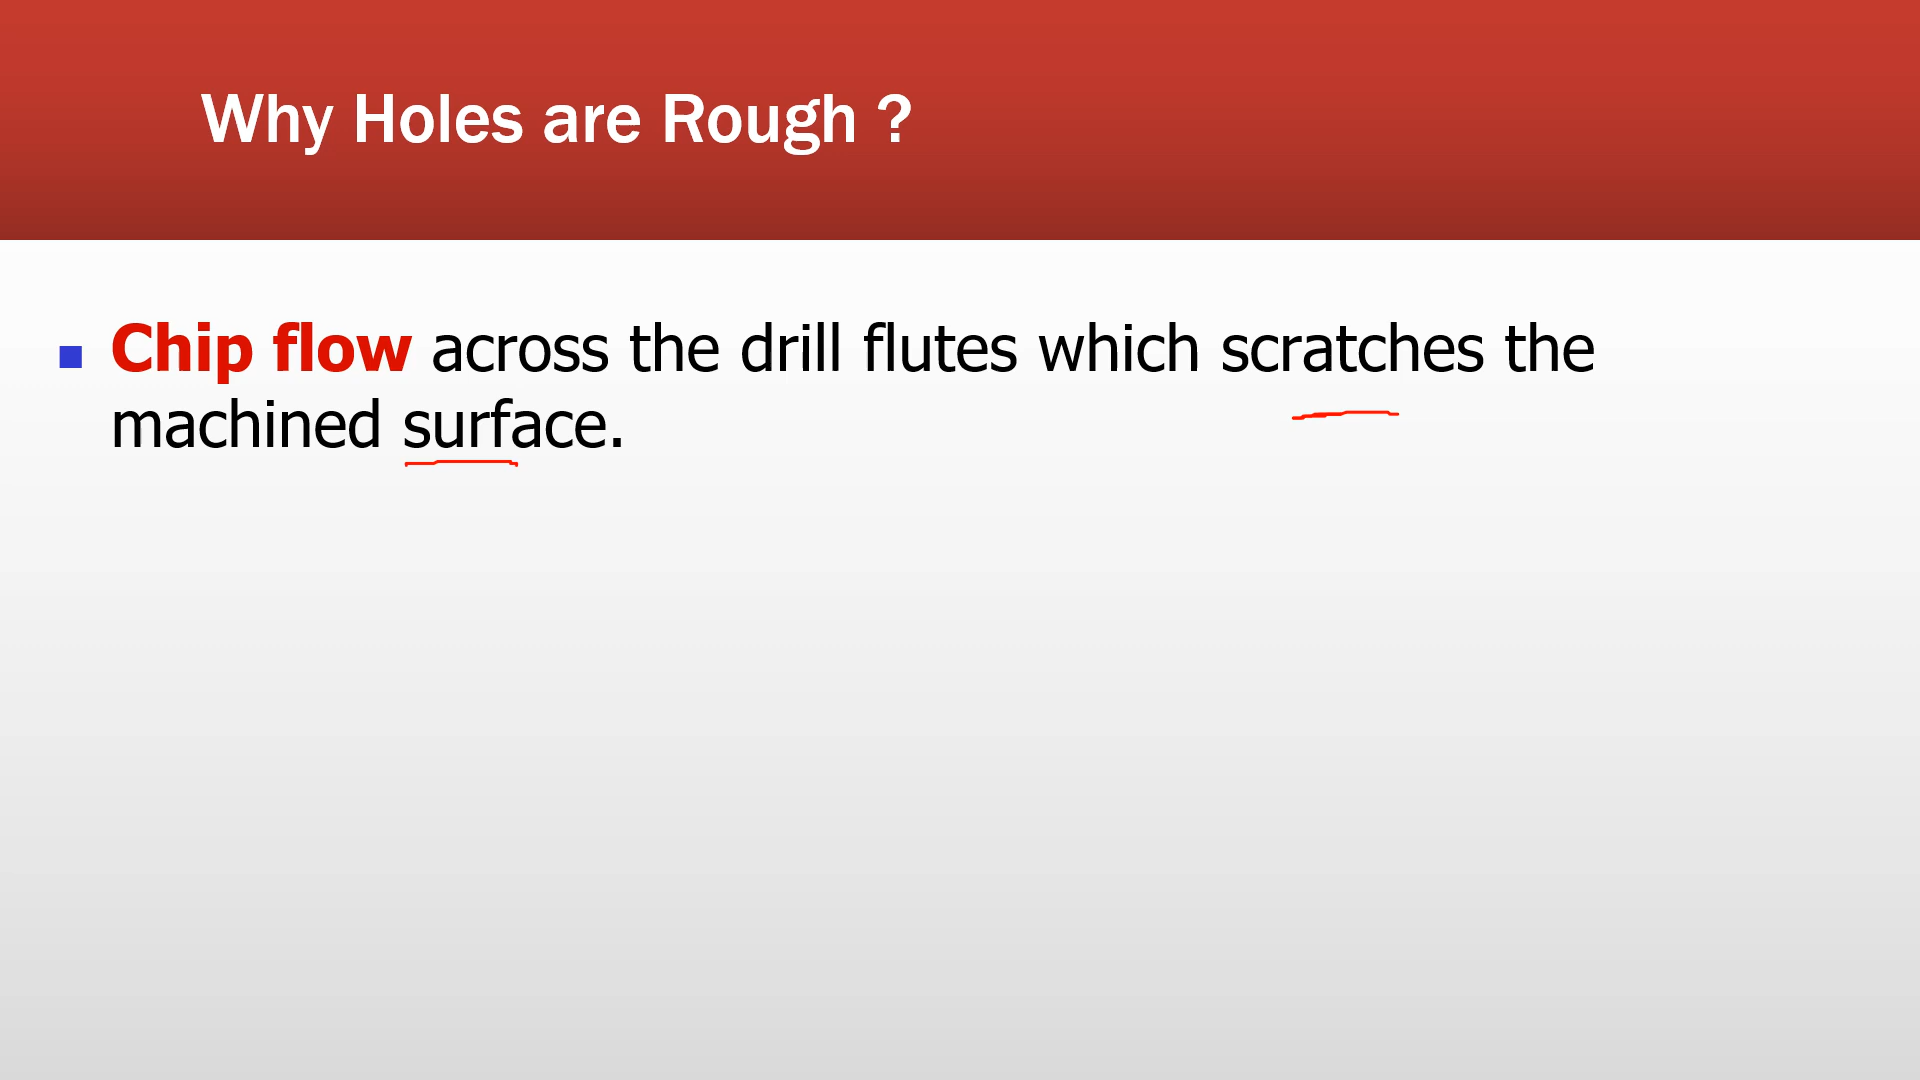 Why Holes are Rough ?
Chip flow across the drill flutes which scratches the
machined surface.